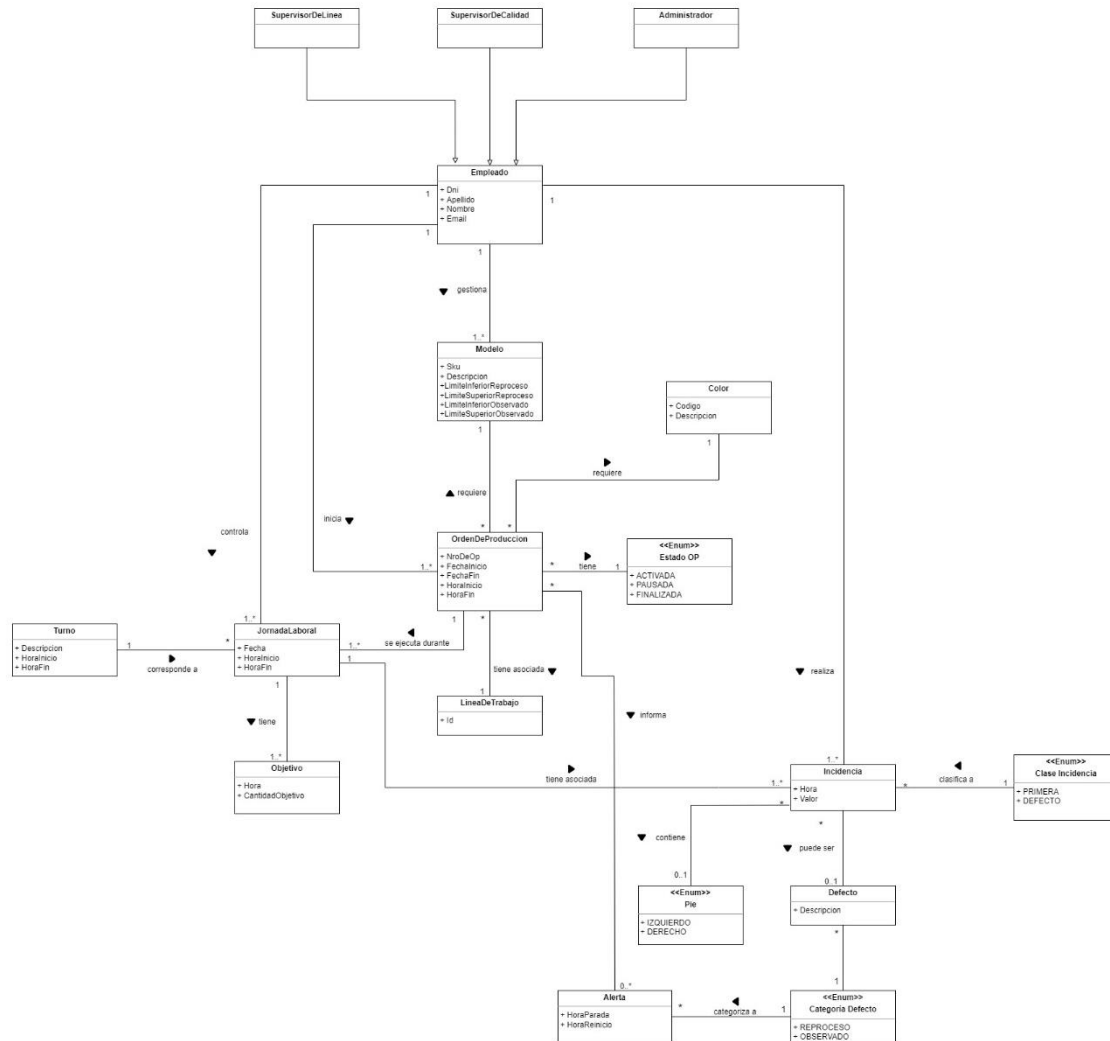 SupervisorDeLinea
SupervisorDeCalidad
Administrador
Empleado
+ Dni
+ Apellido
+ Nombre
+ Email
1
1
1
1
gestiona
1..*
Modelo
+ Sku
+ Descripcion
+LimiteInferiorReproceso
+LimiteSuperiorReproceso
+LimiteInferiorObservado
+LimiteSuperiorObservado
1
Color
+ Codigo
+ Descripcion
1
requiere
requiere
inicia
controla
*
*
OrdenDeProduccion
+ NroDeOp
+ FechaInicio
+ FechaFin
+ HoraInicio
+ HoraFin
1..*
*
tiene
1
*
<<Enum>>
Estado OP
+ ACTIVADA
+ PAUSADA
+ FINALIZADA
1..*
1
*
Turno
+ Descripcion
+ HoraInicio
+ HoraFin
1
corresponde a
*
JornadaLaboral
+ Fecha
+ HoraInicio
+ HoraFin
1..*
se ejecuta durante
1
1
tiene asociada
1
realiza
LineaDeTrabajo
+ Id
informa
tiene
1..*
Objetivo
+ Hora
+ CantidadObjetivo
tiene asociada
1..*
1..*
Incidencia
+ Hora
+ Valor
*
clasifica a
1
<<Enum>>
Clase Incidencia
+ PRIMERA
+ DEFECTO
*
*
contiene
puede ser
0..1
0..1
<<Enum>>
Pie
+ IZQUIERDO
+ DERECHO
Defecto
+ Descripcion
*
1
0..*
Alerta
+ HoraParada
+ HoraReinicio
*
categoriza a
1
<<Enum>>
Categoría Defecto
+ REPROCESO
+ OBSERVADO